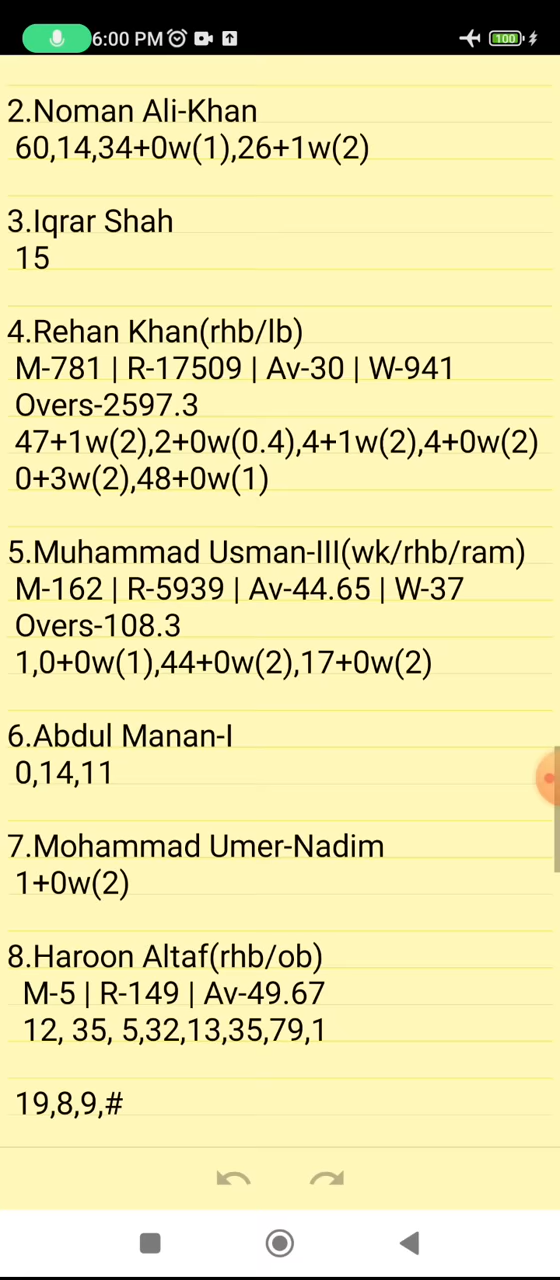 6:00 PM 100
2.Noman Ali-Khan
60,14,34+0w(1),26+1w(2)
3.Iqrar Shah
15
4.Rehan Khan(rhb/lb)
M-781 | R-17509 | Av-30 | W-941
Overs-2597.3
47+1w(2),2+0w(0.4),4+1w(2),4+0w(2)
0+3w(2),48+0w(1)
5.Muhammad Usman-III(wk/rhb/ram)
M-162 | R-5939 | Av-44.65 | W-37
Overs-108.3
1,0+0w(1),44+0w(2),17+0w(2)
6.Abdul Manan-I
0,14,11
7.Mohammad Umer-Nadim
1+0w(2)
8.Haroon Altaf(rhb/ob)
M-5 | R-149 | Av-49.67
12, 35, 5,32,13,35,79,1
19,8,9,#